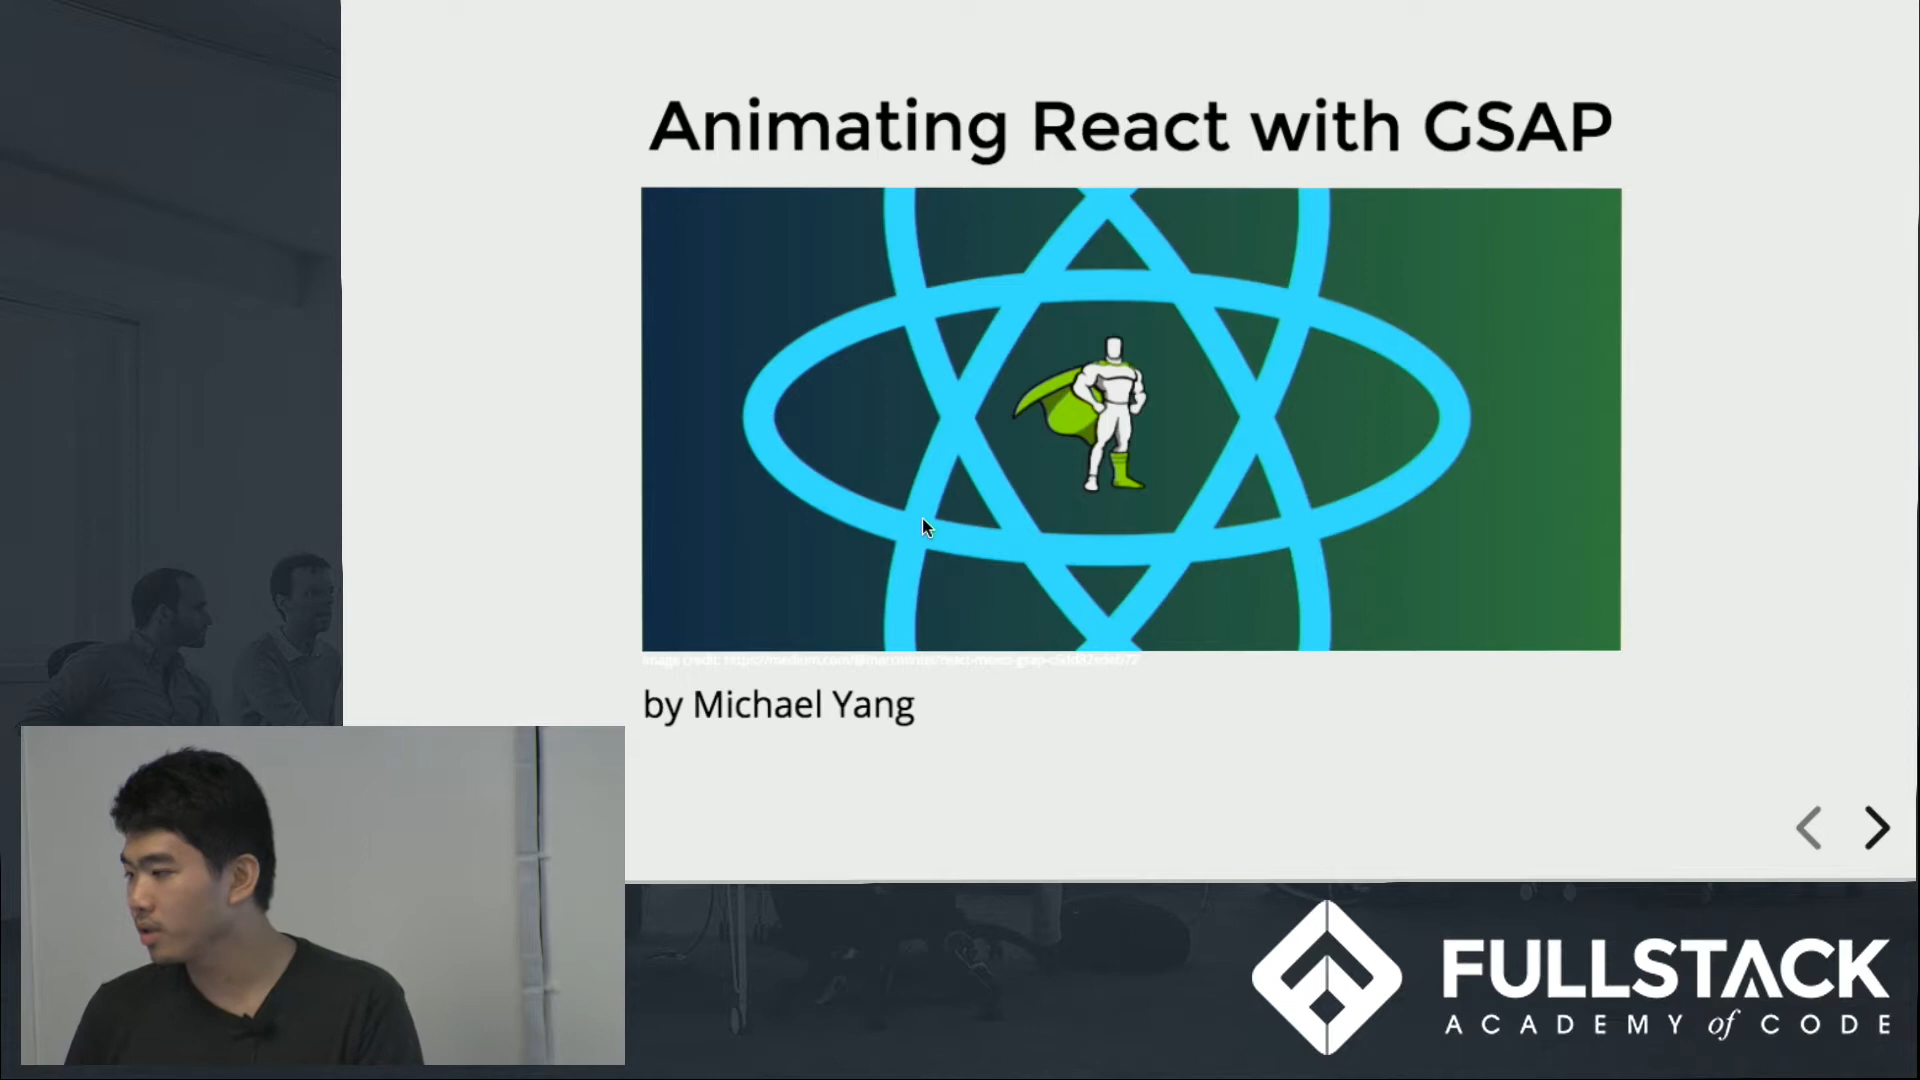 Animating React with GSAP
by Michael Yang
FULLSTACK
ACADEMY of CODE